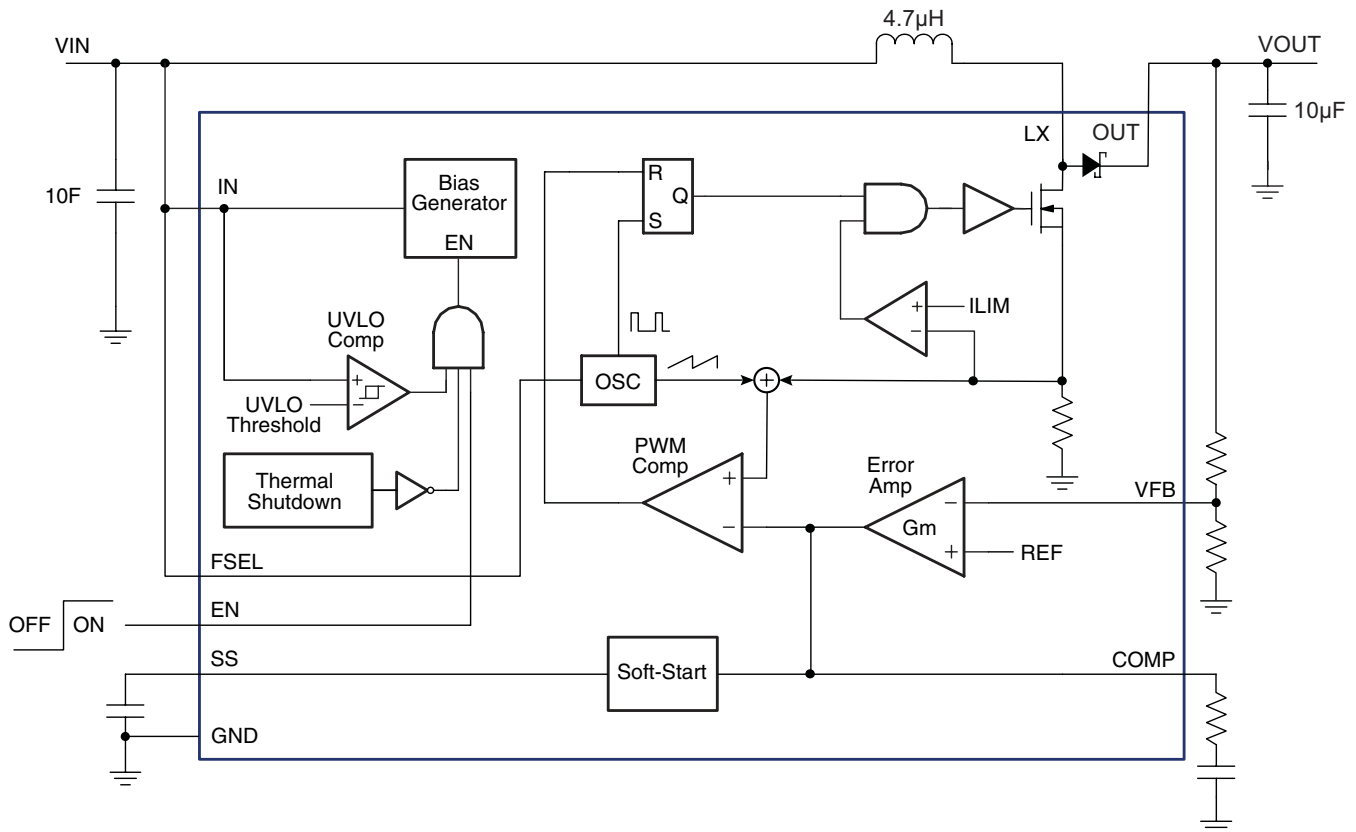 4.7µH
VIN
VOUT
10µF
LX
OUT
10F
IN
Bias
Generator
EN
R
Q
S
UVLO
Comp
+
−
UVLO
Threshold
ILIM
+
−
OSC
+
Thermal
Shutdown
PWM
Comp
+
−
Error
Amp
Gm
−
+
REF
VFB
FSEL
EN
OFF
ON
SS
Soft-Start
COMP
GND